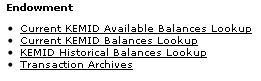 Endowment
Current KEMID Available Balances Lookup
Current KEMID Balances Lookup
KEMID Historical Balances Lookup
Transaction Archives